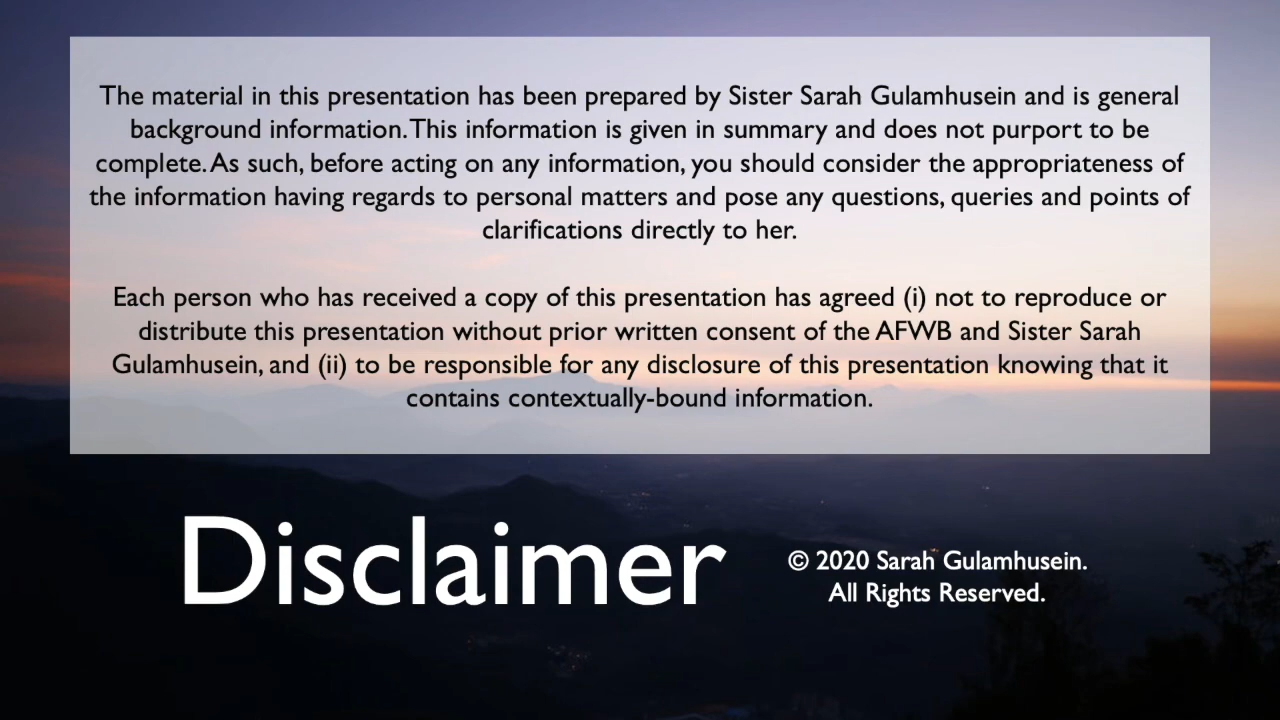 The material in this presentation has been prepared by Sister Sarah Gulamhusein and is general
background information. This information is given in summary and does not purport to be
complete. As such, before acting on any information, you should consider the appropriateness of
the information having regards to personal matters and pose any questions, queries and points of
clarifications directly to her.
Each person who has received a copy of this presentation has agreed (i) not to reproduce or
distribute this presentation without prior written consent of the AFWB and Sister Sarah
Gulamhusein, and (ii) to be responsible for any disclosure of this presentation knowing that it
contains contextually-bound information.
Disclaimer
© 2020 Sarah Gulamhusein.
All Rights Reserved.